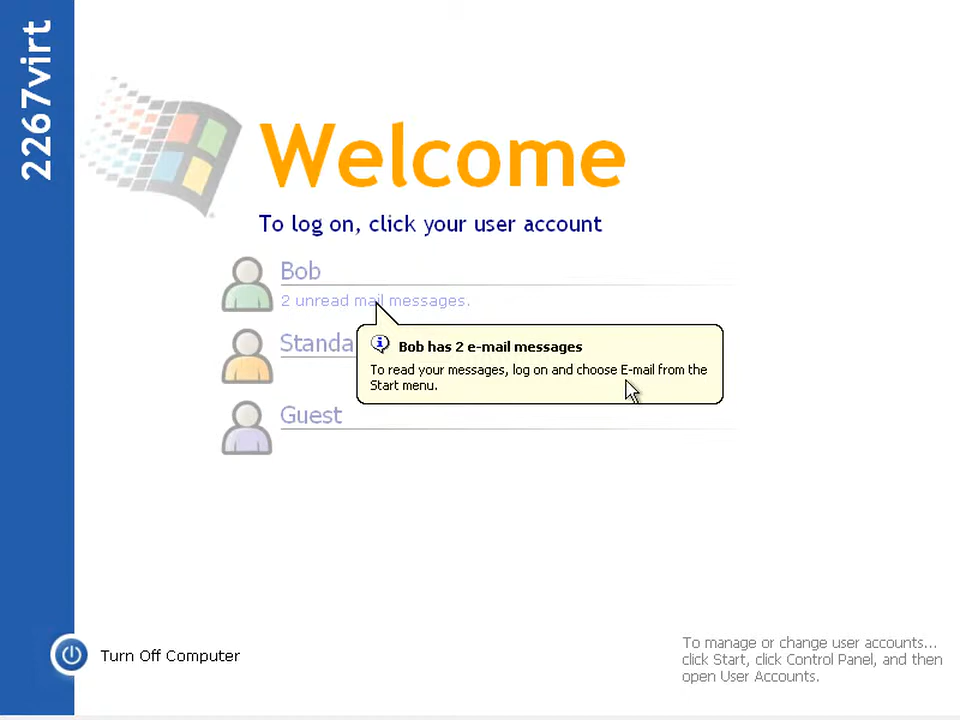 2267virt
Welcome
To log on, click your user account
Bob
2 unread mail messages.
Bob has 2 e-mail messages
To read your messages, log on and choose E-mail from the
Start menu.
Standa
Guest
Turn Off Computer
To manage or change user accounts...
click Start, click Control Panel, and then
open User Accounts.